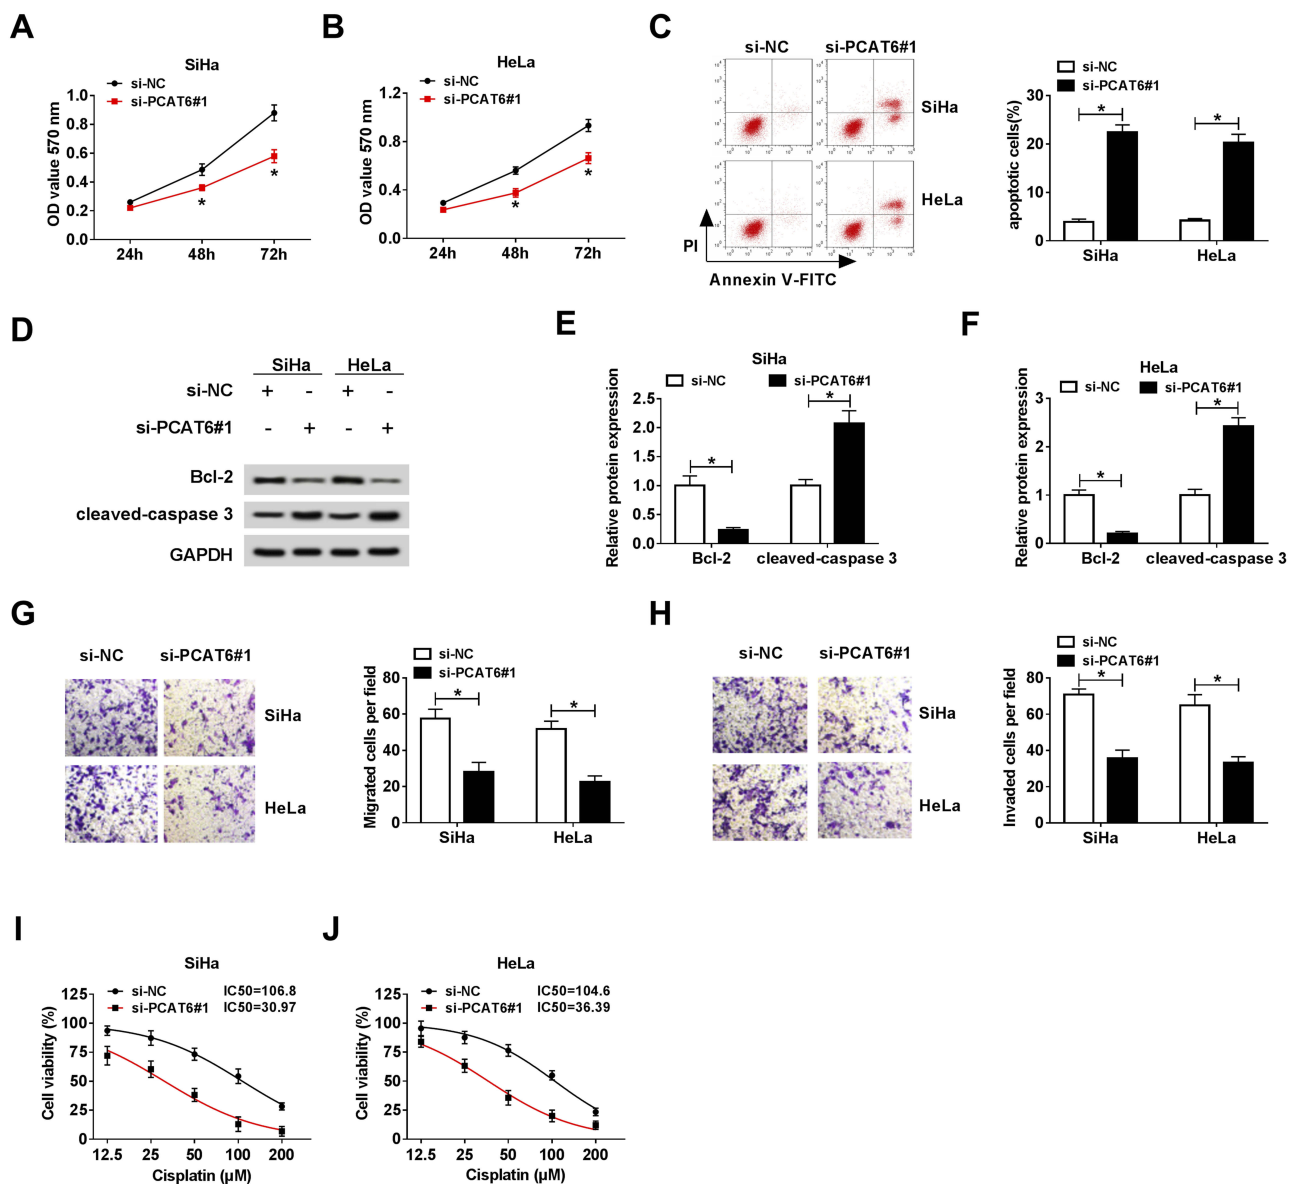 A
SiHa
si-NC
si-PCAT6#1
OD value 570 nm
1.0
0.8
0.6
0.4
0.2
0.0
*
*
24h 48h 72h
B
HeLa
si-NC
si-PCAT6#1
OD value 570 nm
1.2
0.8
0.4
0.0
*
*
24h 48h 72h
C
si-NC si-PCAT6#1
SiHa
HeLa
PI
Annexin V-FITC
si-NC
si-PCAT6#1
apoptotic cells(%)
30
20
10
0
* *
SiHa HeLa
D
SiHa HeLa
si-NC + - + -
si-PCAT6#1 - + - +
Bcl-2
cleaved-caspase 3
GAPDH
E
SiHa
si-NC si-PCAT6#1
Relative protein expression
2.5
2.0
1.5
1.0
0.5
0.0
* *
Bcl-2 cleaved-caspase 3
F
HeLa
si-NC si-PCAT6#1
Relative protein expression
3
2
1
0
* *
Bcl-2 cleaved-caspase 3
G
si-NC si-PCAT6#1
SiHa
HeLa
si-NC
si-PCAT6#1
Migrated cells per field
80
60
40
20
0
* *
SiHa HeLa
H
si-NC si-PCAT6#1
SiHa
HeLa
si-NC
si-PCAT6#1
Invaded cells per field
80
60
40
20
0
* *
SiHa HeLa
I
SiHa
si-NC IC50=106.8
si-PCAT6#1 IC50=30.97
Cell viability (%)
125
100
75
50
25
0
12.5 25 50 100 200
Cisplatin (μM)
J
HeLa
si-NC IC50=104.6
si-PCAT6#1 IC50=36.39
Cell viability (%)
125
100
75
50
25
0
12.5 25 50 100 200
Cisplatin (μM)